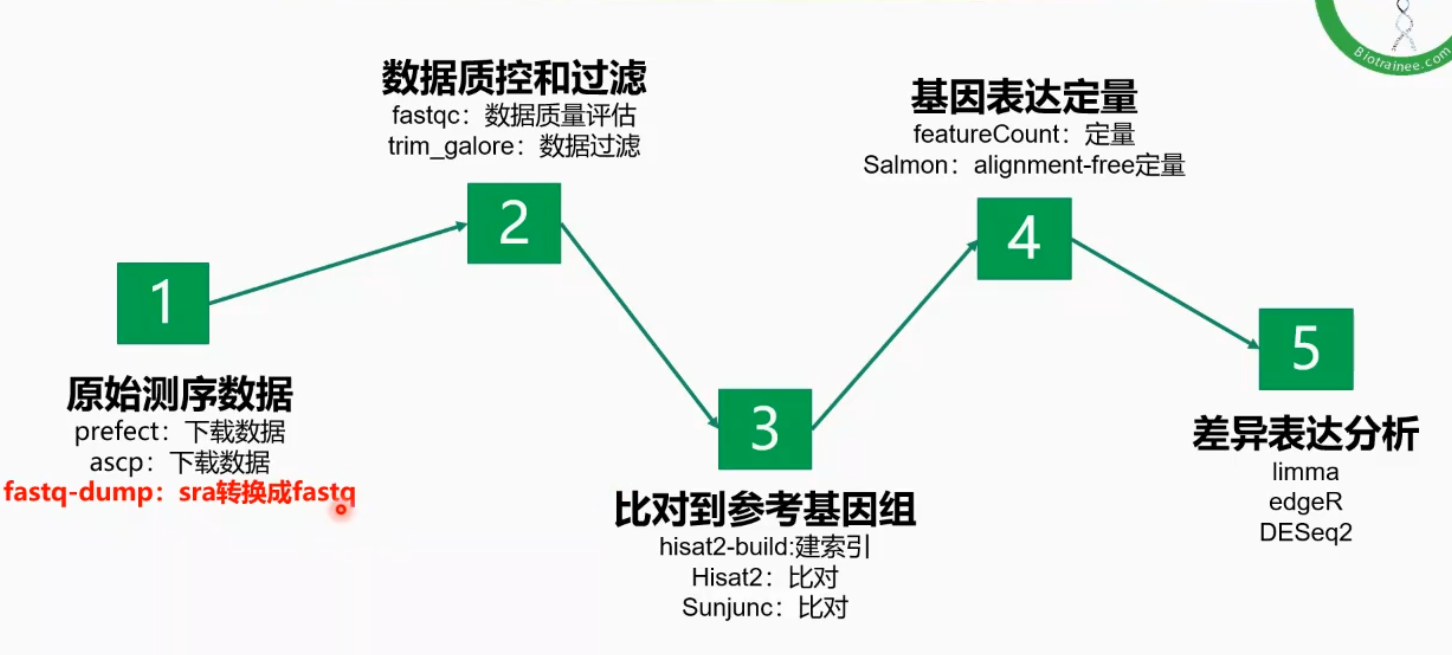 Biotrainee.com
1
原始测序数据
prefect：下载数据
ascp：下载数据
fastq-dump：sra转换成fastq
数据质控和过滤
fastqc：数据质量评估
trim_galore：数据过滤
2
3
比对到参考基因组
hisat2-build:建索引
Hisat2：比对
Sunjunc：比对
基因表达定量
featureCount：定量
Salmon：alignment-free定量
4
5
差异表达分析
limma
edgeR
DESeq2